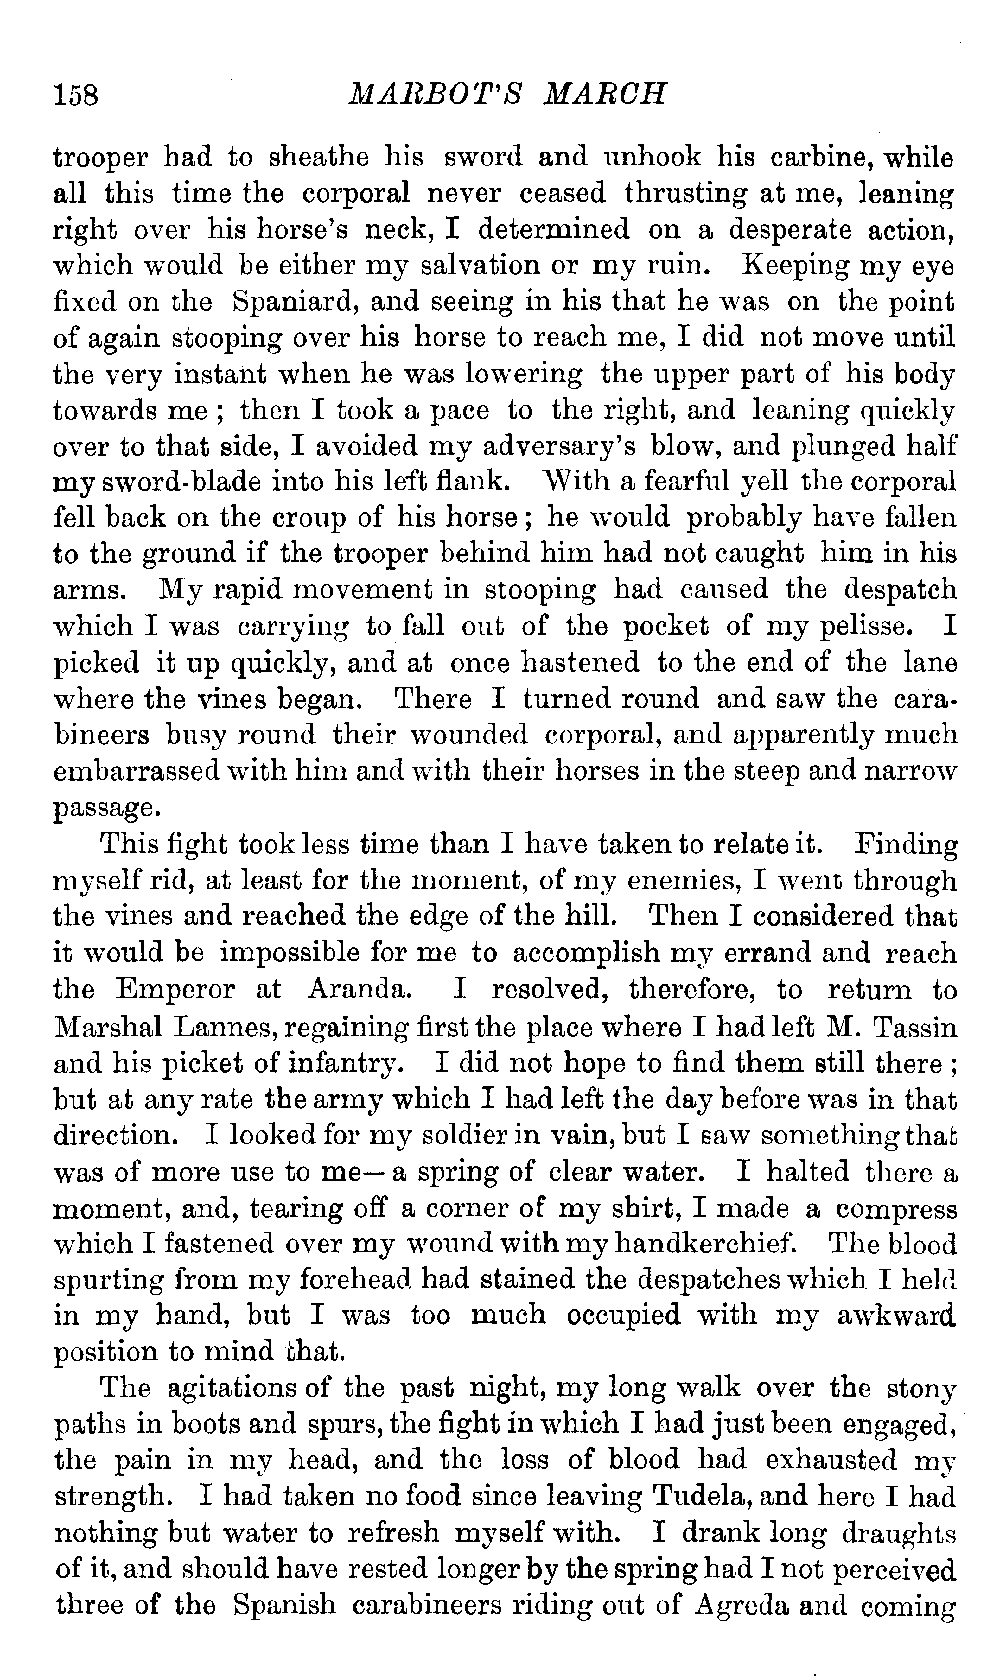 158 MARBOT'S MARCH
trooper had to sheathe his sword and unhook his carbine, while
all this time the corporal never ceased thrusting at me, leaning
right over his horse's neck, I determined on a desperate action,
which would be either my salvation or my ruin. Keeping my eye
fixed on the Spaniard, and seeing in his that he was on the point
of again stooping over his horse to reach me, I did not move until
the very instant when he was lowering the upper part of his body
towards me ; then I took a pace to the right, and leaning quickly
over to that side, I avoided my adversary's blow, and plunged half
my sword-blade into his left flank. With a fearful yell the corporal
fell back on the croup of his horse ; he would probably have fallen
to the ground if the trooper behind him had not caught him in his
arms. My rapid movement in stooping had caused the despatch
which I was carrying to fall out of the pocket of my pelisse. I
picked it up quickly, and at once hastened to the end of the lane
where the vines began. There I turned round and saw the cara-
bineers busy round their wounded corporal, and apparently much
embarrassed with him and with their horses in the steep and narrow
passage.
This fight took less time than I have taken to relate it. Finding
myself rid, at least for the moment, of my enemies, I went through
the vines and reached the edge of the hill. Then I considered that
it would be impossible for me to accomplish my errand and reach
the Emperor at Aranda. I resolved, therefore, to return to
Marshal Lannes, regaining first the place where I had left M. Tassin
and his picket of infantry. I did not hope to find them still there ;
but at any rate the army which I had left the day before was in that
direction. I looked for my soldier in vain, but I saw something that
was of more use to me—a spring of clear water. I halted there a
moment, and, tearing off a corner of my shirt, I made a compress
which I fastened over my wound with my handkerchief. The blood
spurting from my forehead had stained the despatches which I held
in my hand, but I was too much occupied with my awkward
position to mind that.
The agitations of the past night, my long walk over the stony
paths in boots and spurs, the fight in which I had just been engaged,
the pain in my head, and the loss of blood had exhausted my
strength. I had taken no food since leaving Tudela, and here I had
nothing but water to refresh myself with. I drank long draughts
of it, and should have rested longer by the spring had I not perceived
three of the Spanish carabineers riding out of Agreda and coming